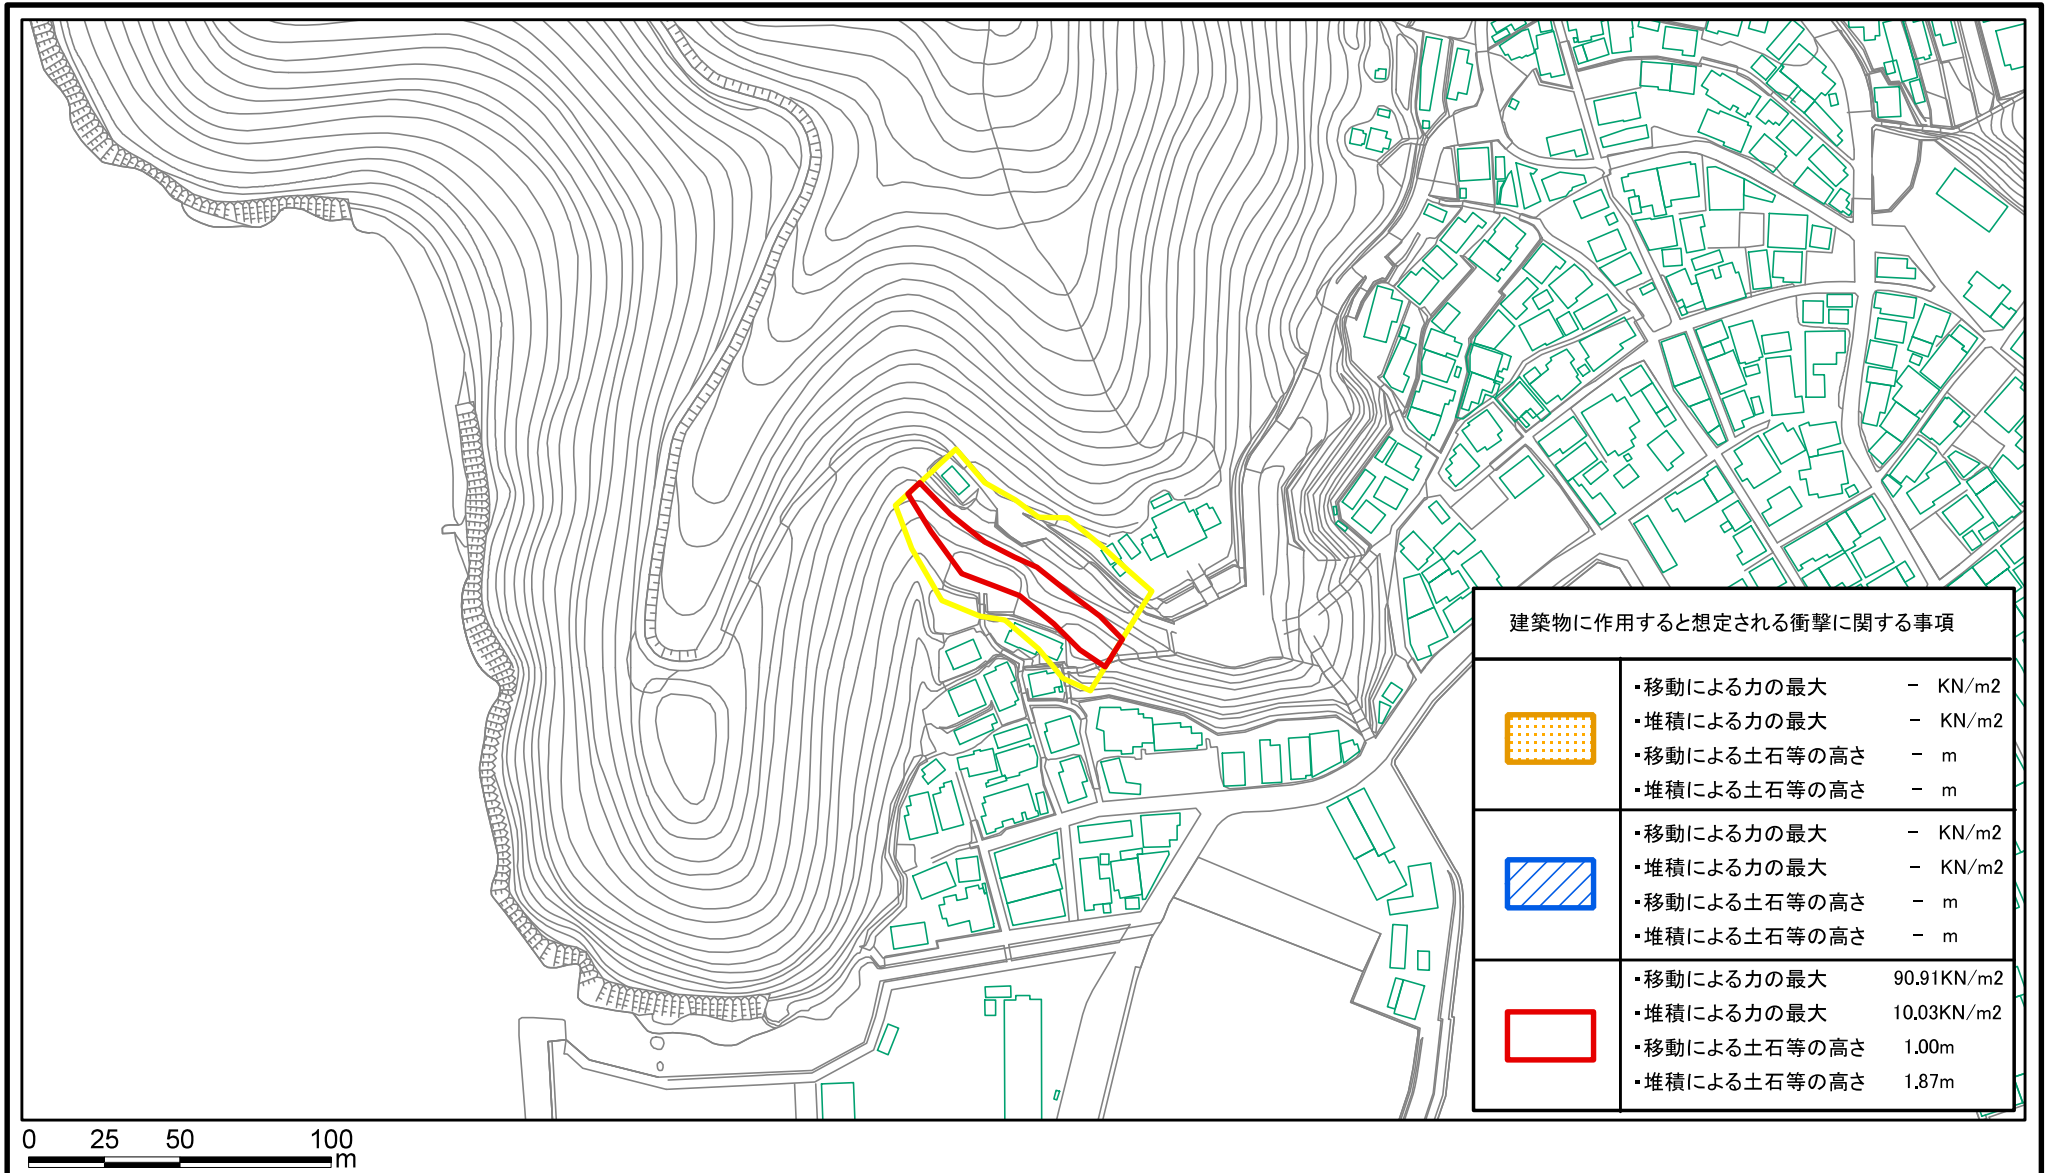 建築物に作用すると想定される衝撃に関する事項
・移動による力の最大 － KN/m2
・堆積による力の最大 － KN/m2
・移動による土石等の高さ － m
・堆積による土石等の高さ － m
・移動による力の最大 － KN/m2
・堆積による力の最大 － KN/m2
・移動による土石等の高さ － m
・堆積による土石等の高さ － m
・移動による力の最大 90.91KN/m2
・堆積による力の最大 10.03KN/m2
・移動による土石等の高さ 1.00m
・堆積による土石等の高さ 1.87m
0 25 50 100
m